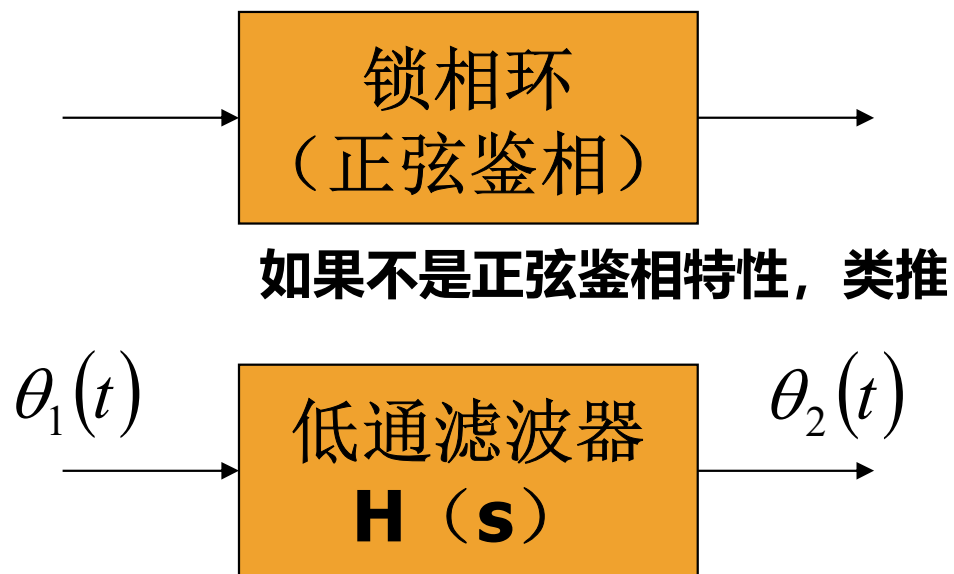 锁相环
（正弦鉴相）
如果不是正弦鉴相特性，类推
θ₁(t)
θ₂(t)
低通滤波器
H（s）